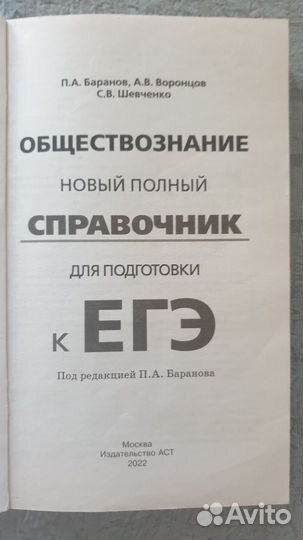 П.А. Баранов, А.В. Воронцов
С.В. Шевченко
ОБЩЕСТВОЗНАНИЕ
НОВЫЙ ПОЛНЫЙ
СПРАВОЧНИК
ДЛЯ ПОДГОТОВКИ
К ЕГЭ
Под редакцией П.А. Баранова
Москва
Издательство АСТ
2022
Avito